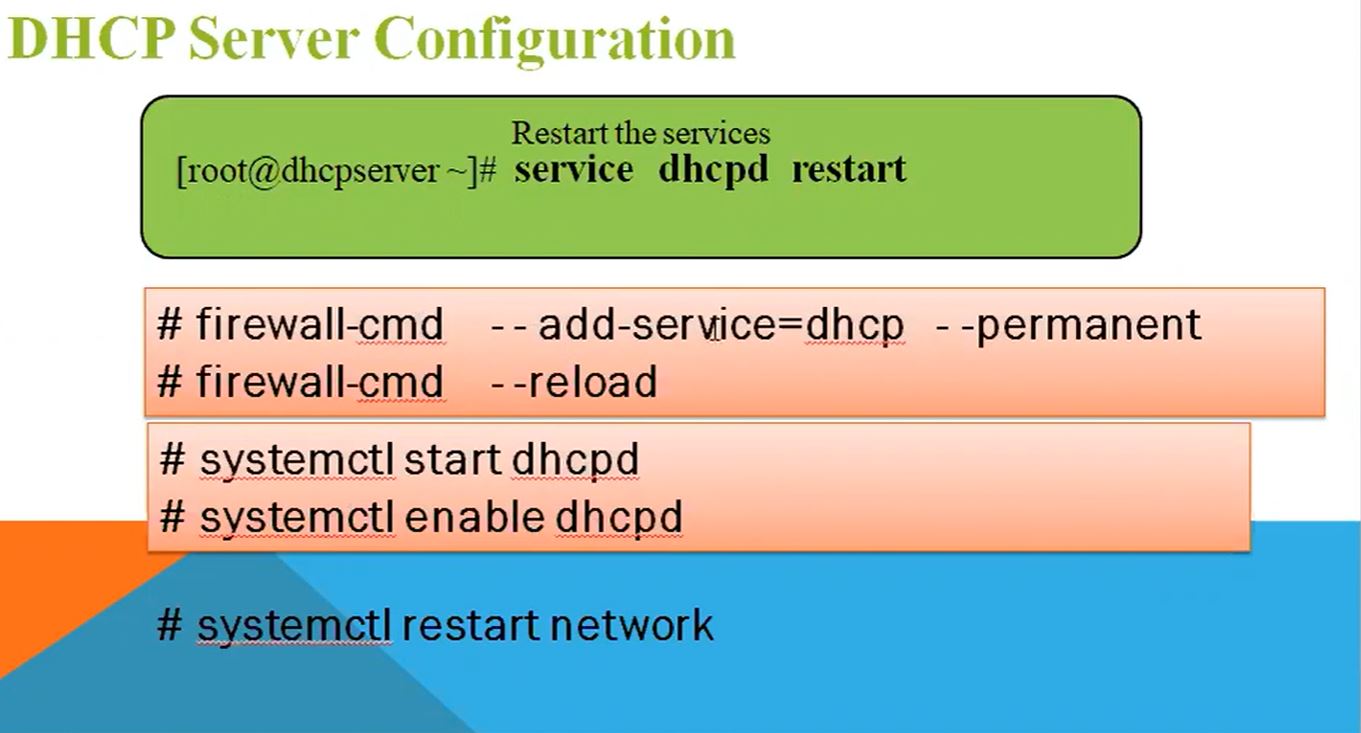 DHCP Server Configuration
Restart the services
[root@dhcpserver ~]# service dhcpd restart
# firewall-cmd - - add-service=dhcp - -permanent
# firewall-cmd - -reload
# systemctl start dhcpd
# systemctl enable dhcpd
# systemctl restart network